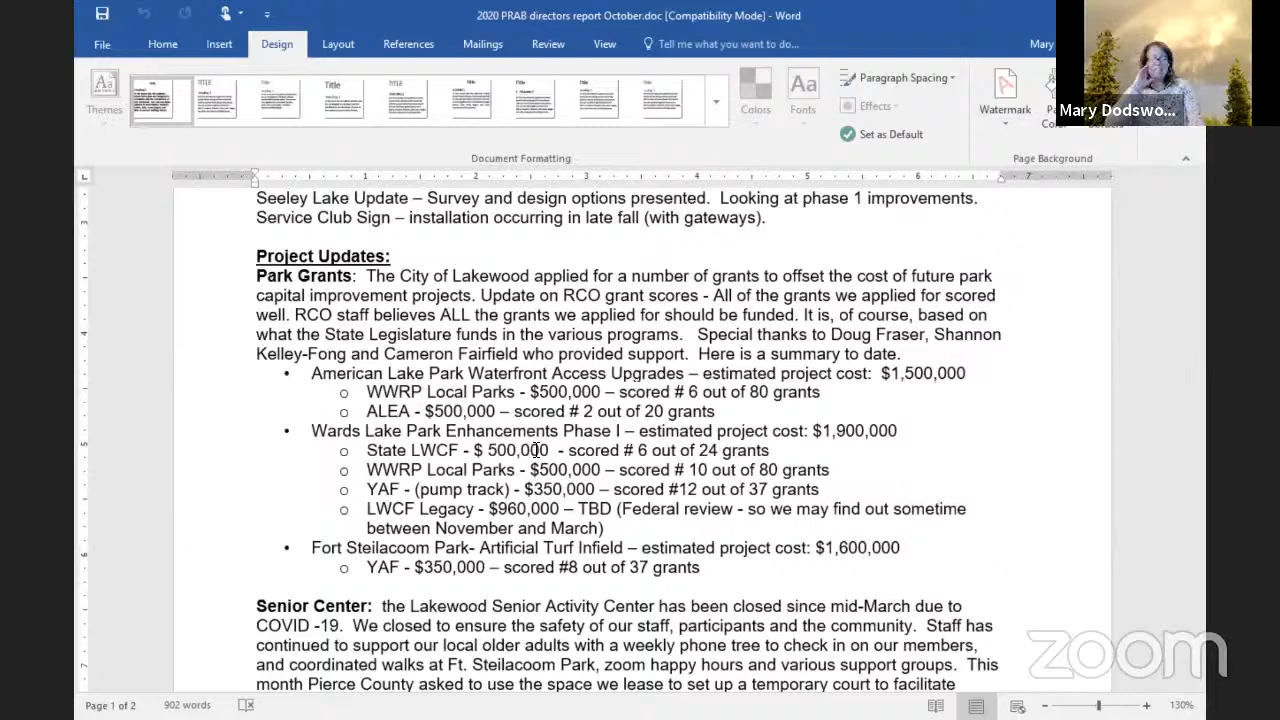 2020 PRAB directors report October.doc [Compatibility Mode] - Word
File Home Insert Design Layout References Mailings Review View Tell me what you want to do... Mary
Mary Dodswo...
Themes
Colors
Fonts
Paragraph Spacing
Effects
Set as Default
Watermark
Document Formatting
Page Background
1 2 3 4 5 6 7
Seeley Lake Update – Survey and design options presented. Looking at phase 1 improvements.
Service Club Sign – installation occurring in late fall (with gateways).
Project Updates:
Park Grants: The City of Lakewood applied for a number of grants to offset the cost of future park
capital improvement projects. Update on RCO grant scores - All of the grants we applied for scored
well. RCO staff believes ALL the grants we applied for should be funded. It is, of course, based on
what the State Legislature funds in the various programs. Special thanks to Doug Fraser, Shannon
Kelley-Fong and Cameron Fairfield who provided support. Here is a summary to date.
• American Lake Park Waterfront Access Upgrades – estimated project cost: $1,500,000
o WWRP Local Parks - $500,000 – scored # 6 out of 80 grants
o ALEA - $500,000 – scored # 2 out of 20 grants
• Wards Lake Park Enhancements Phase I – estimated project cost: $1,900,000
o State LWCF - $ 500,000 - scored # 6 out of 24 grants
o WWRP Local Parks - $500,000 – scored # 10 out of 80 grants
o YAF - (pump track) - $350,000 – scored #12 out of 37 grants
o LWCF Legacy - $960,000 – TBD (Federal review - so we may find out sometime
between November and March)
• Fort Steilacoom Park- Artificial Turf Infield – estimated project cost: $1,600,000
o YAF - $350,000 – scored #8 out of 37 grants
Senior Center: the Lakewood Senior Activity Center has been closed since mid-March due to
COVID -19. We closed to ensure the safety of our staff, participants and the community. Staff has
continued to support our local older adults with a weekly phone tree to check in on our members,
and coordinated walks at Ft. Steilacoom Park, zoom happy hours and various support groups. This
month Pierce County asked to use the space we lease to set up a temporary court to facilitate
zoom
Page 1 of 2 902 words 130%